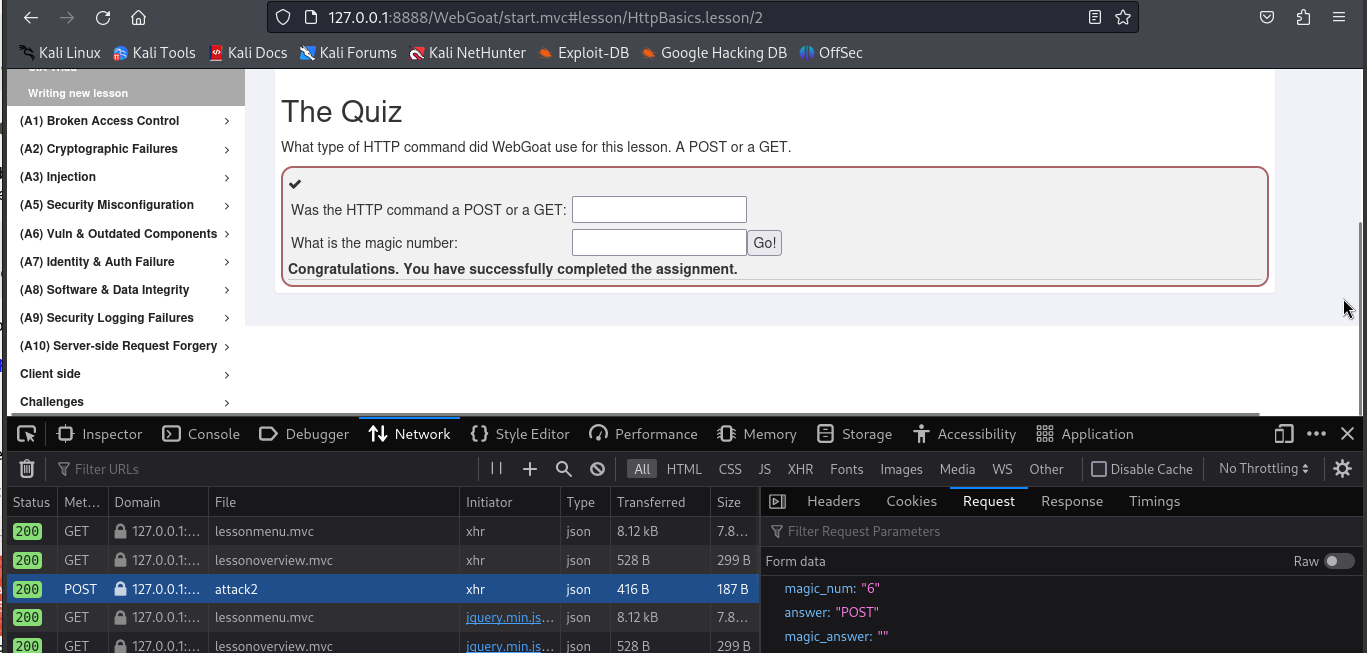 127.0.0.1:8888/WebGoat/start.mvc#lesson/HttpBasics.lesson/2
Kali Linux Kali Tools Kali Docs Kali Forums Kali NetHunter Exploit-DB Google Hacking DB OffSec
Writing new lesson
(A1) Broken Access Control
(A2) Cryptographic Failures
(A3) Injection
(A5) Security Misconfiguration
(A6) Vuln & Outdated Components
(A7) Identity & Auth Failure
(A8) Software & Data Integrity
(A9) Security Logging Failures
(A10) Server-side Request Forgery
Client side
Challenges
The Quiz
What type of HTTP command did WebGoat use for this lesson. A POST or a GET.
Was the HTTP command a POST or a GET:
What is the magic number: Go!
Congratulations. You have successfully completed the assignment.
Inspector Console Debugger Network Style Editor Performance Memory Storage Accessibility Application
Filter URLs All HTML CSS JS XHR Fonts Images Media WS Other Disable Cache No Throttling
Status Met... Domain File Initiator Type Transferred Size
200 GET 127.0.0.1:... lessonmenu.mvc xhr json 8.12 kB 7.8...
200 GET 127.0.0.1:... lessonoverview.mvc xhr json 528 B 299 B
200 POST 127.0.0.1:... attack2 xhr json 416 B 187 B
200 GET 127.0.0.1:... lessonmenu.mvc jquery.min.js... json 8.12 kB 7.8...
200 GET 127.0.0.1:... lessonoverview.mvc jquery.min.js... json 528 B 299 B
Headers Cookies Request Response Timings
Filter Request Parameters
Form data Raw
magic_num: "6"
answer: "POST"
magic_answer: ""